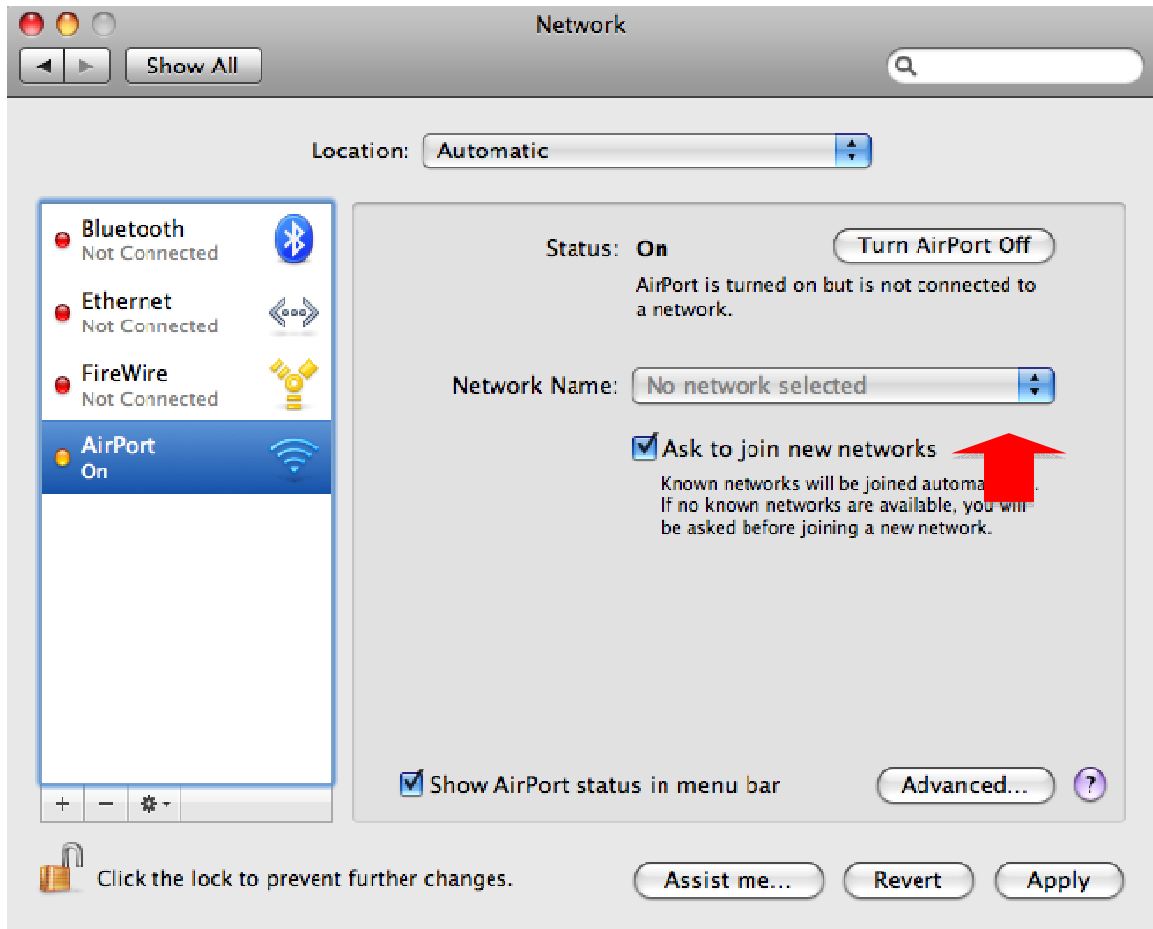 Network
Show All
Location: Automatic
Bluetooth
Not Connected
Ethernet
Not Connected
FireWire
Not Connected
AirPort
On
Status: On
Turn AirPort Off
AirPort is turned on but is not connected to
a network.
Network Name: No network selected
Ask to join new networks
Known networks will be joined
If no known networks are available, you will
be asked before joining a new network.
Show AirPort status in menu bar
Advanced...
?
+ −
Click the lock to prevent further changes.
Assist me...
Revert
Apply